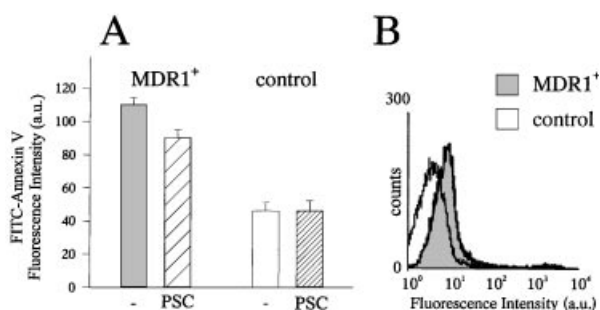 A
MDR1+
control
FITC-Annexin V
Fluorescence Intensity (a.u.)
120
100
80
60
40
20
0
-
PSC
-
PSC
B
MDR1+
control
300
counts
0
10⁰
10¹
10²
10³
10⁴
Fluorescence Intensity (a.u.)